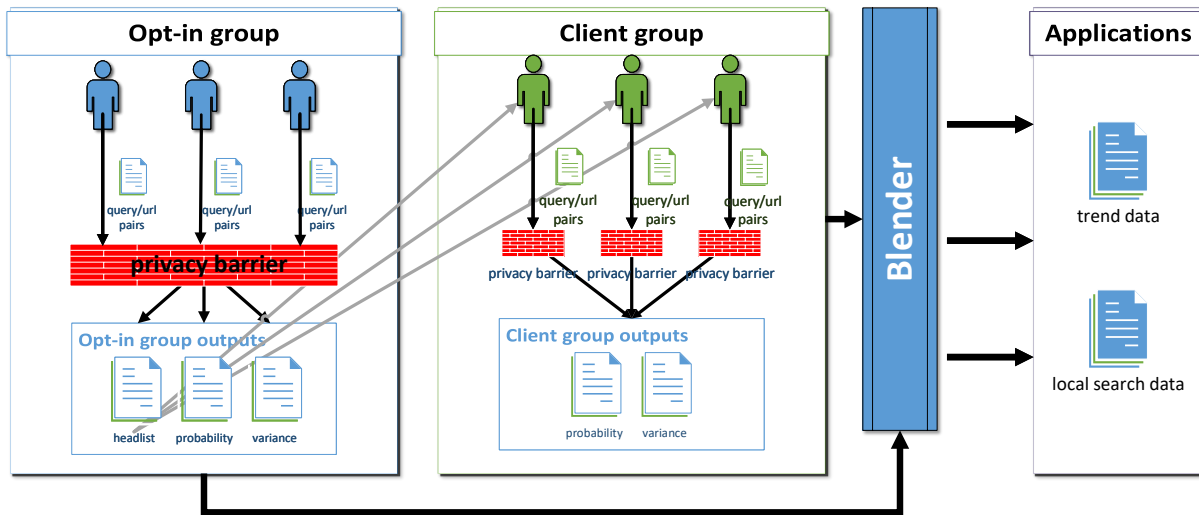 Opt-in group
query/url
pairs
query/url
pairs
query/url
pairs
privacy barrier
Opt-in group outputs
headlist
probability
variance
Client group
query/url
pairs
query/url
pairs
query/url
pairs
privacy barrier
privacy barrier
privacy barrier
Client group outputs
probability
variance
Blender
Applications
trend data
local search data